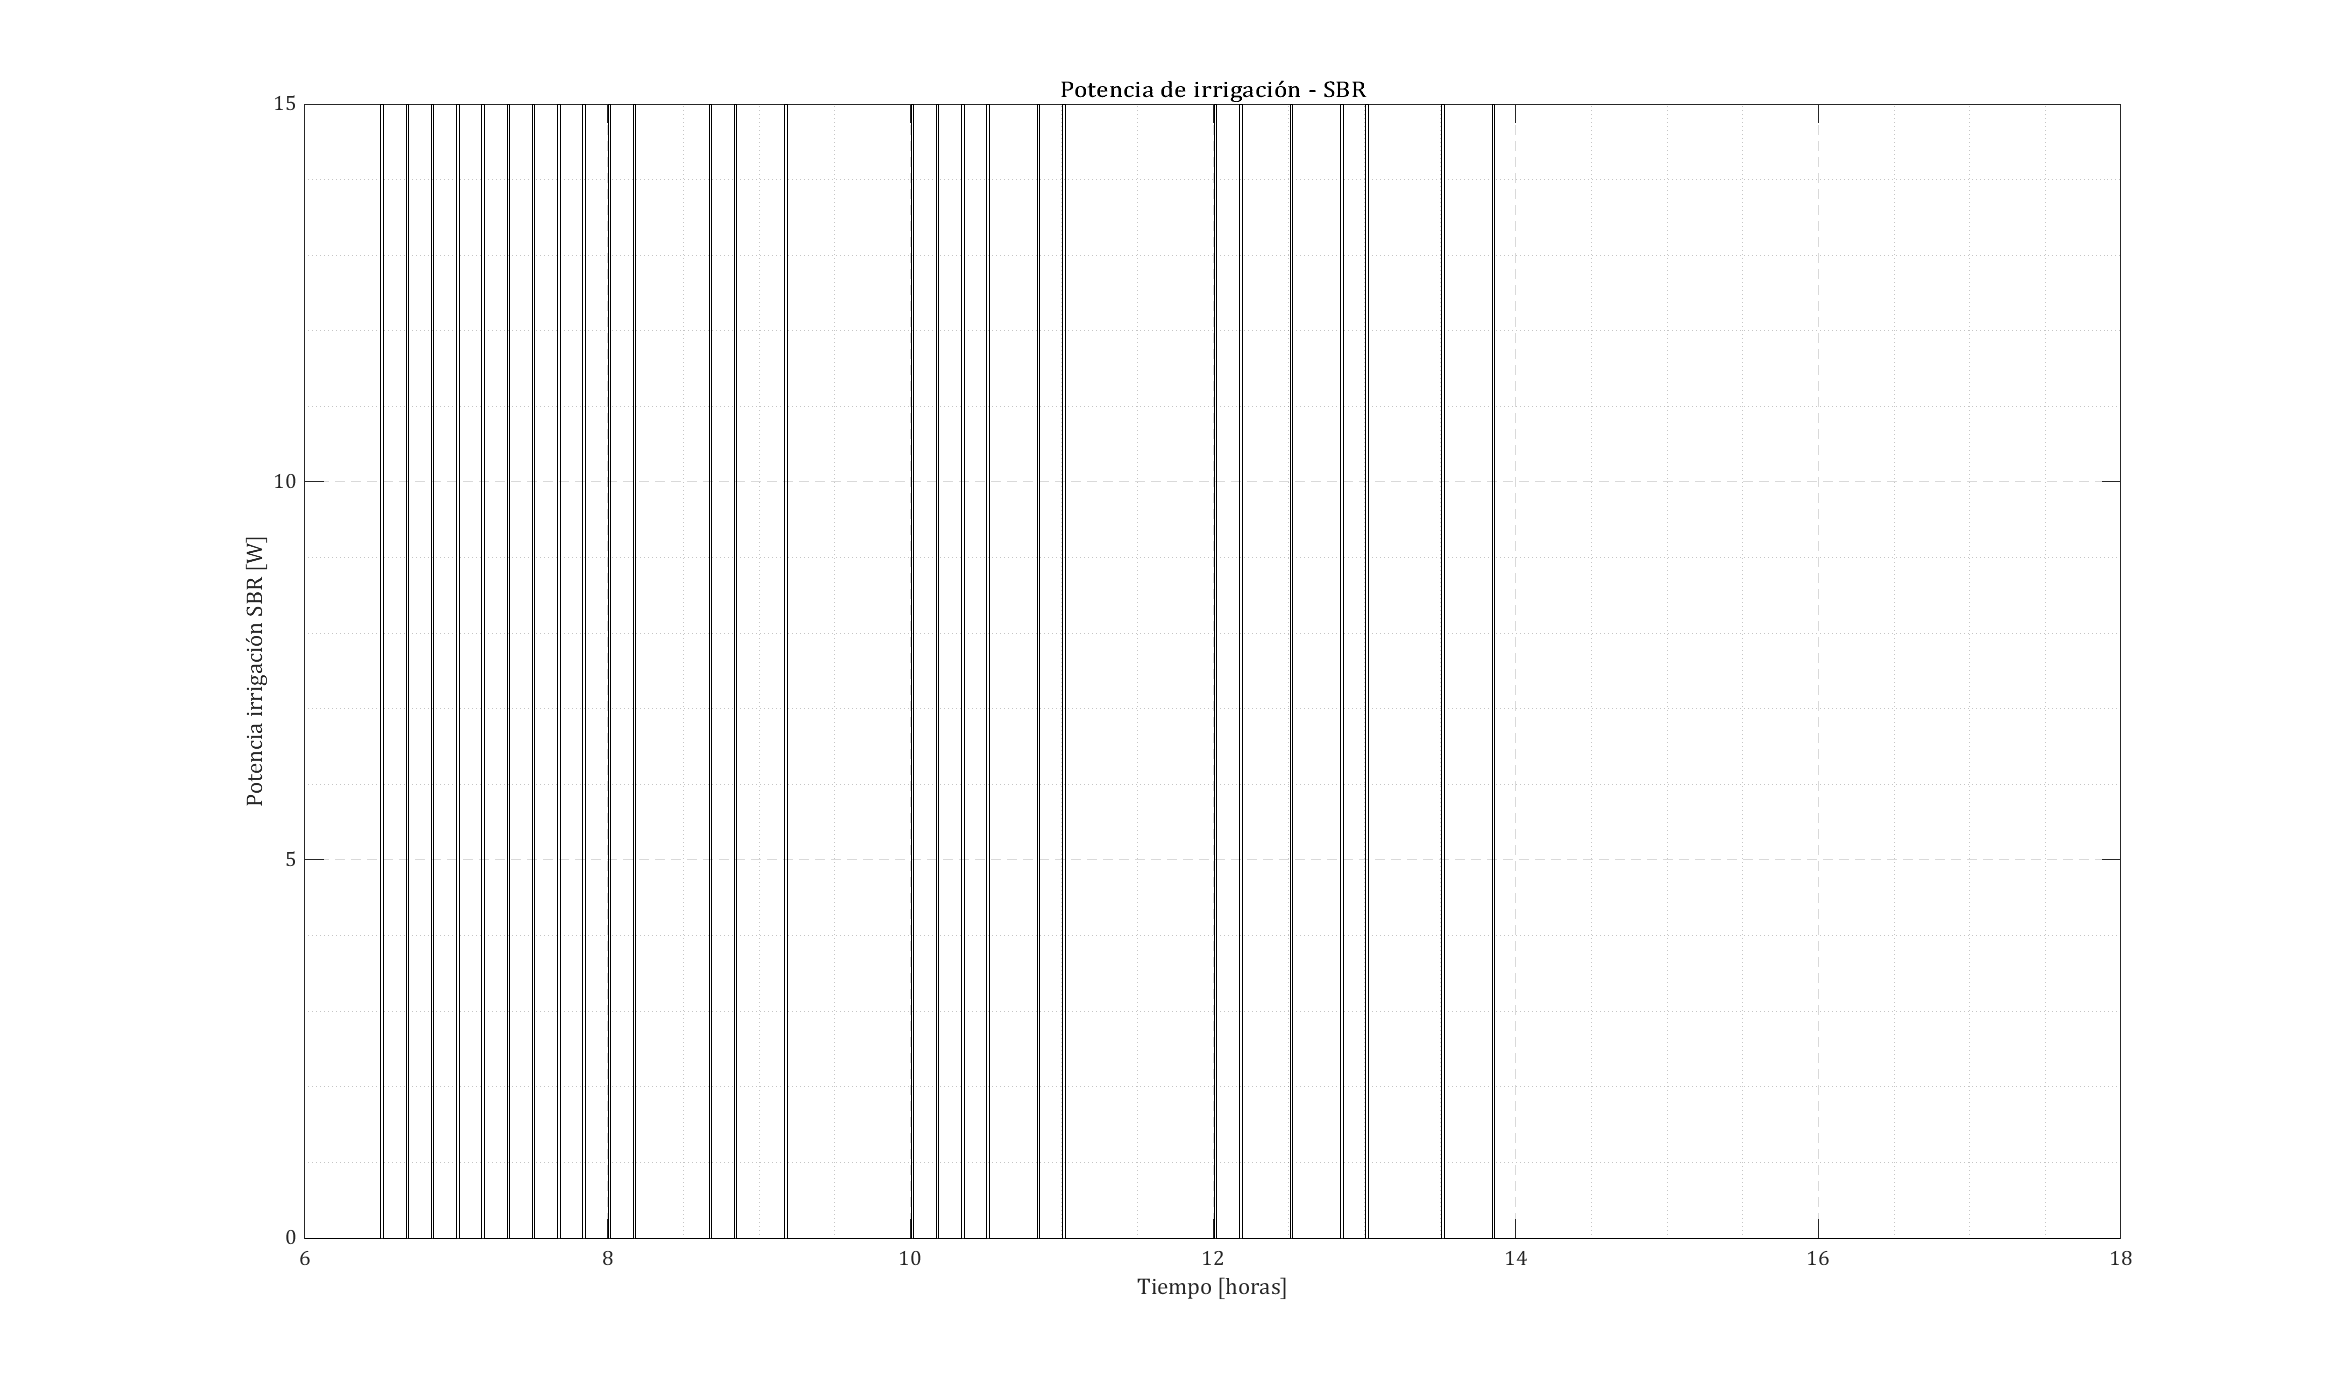 Potencia de irrigación - SBR
15
10
5
0
Potencia irrigación SBR [W]
6 8 10 12 14 16 18
Tiempo [horas]